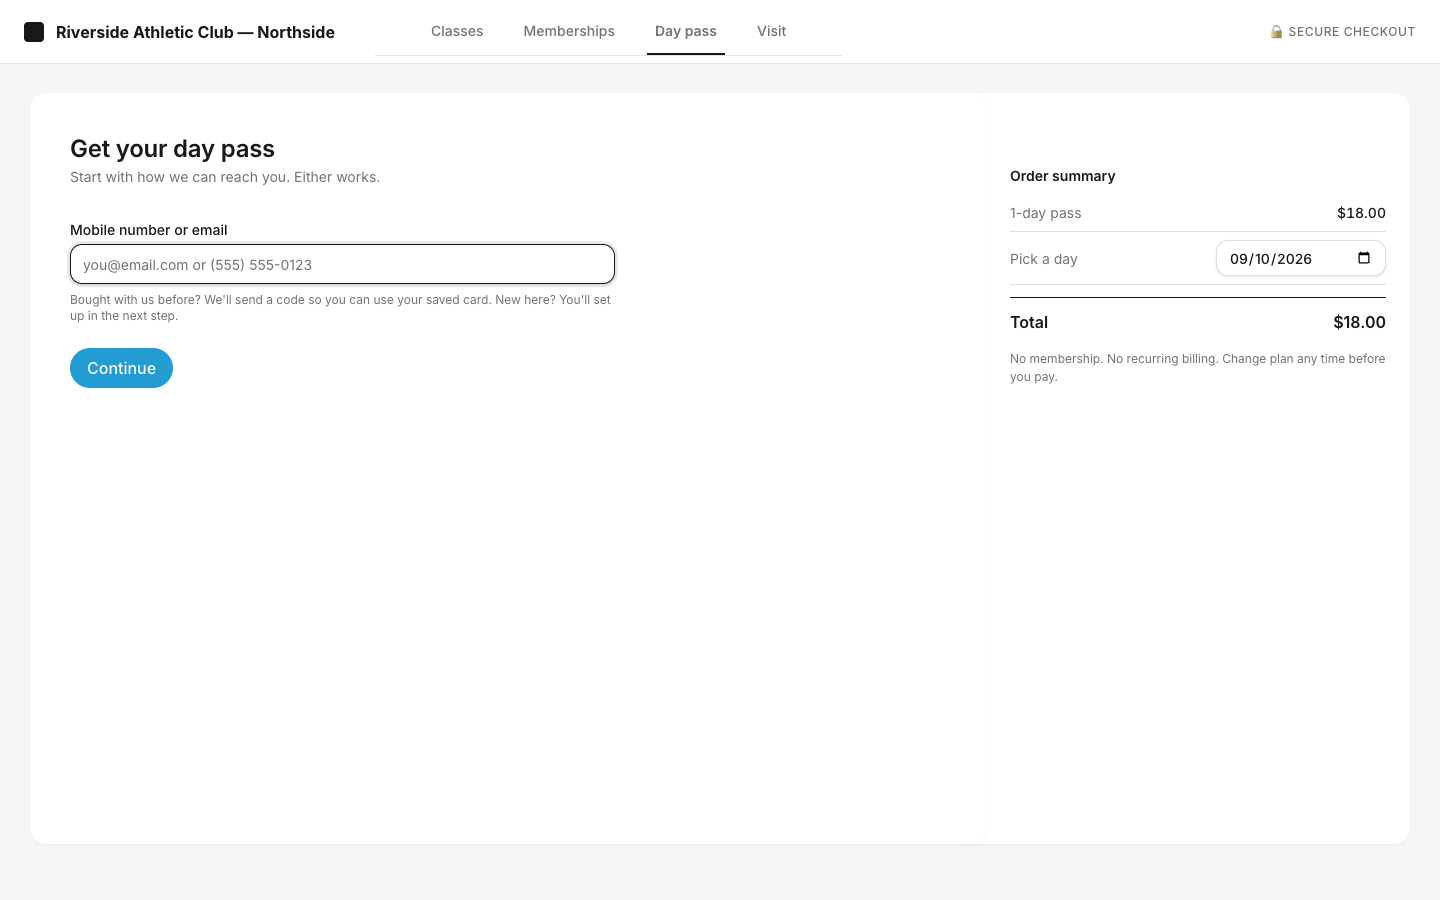 Riverside Athletic Club — Northside
Classes
Memberships
Day pass
Visit
🔒 SECURE CHECKOUT
Get your day pass
Start with how we can reach you. Either works.
Mobile number or email
you@email.com or (555) 555-0123
Bought with us before? We'll send a code so you can use your saved card. New here? You'll set
up in the next step.
Continue
Order summary
1-day pass $18.00
Pick a day 09/10/2026
Total $18.00
No membership. No recurring billing. Change plan any time before
you pay.